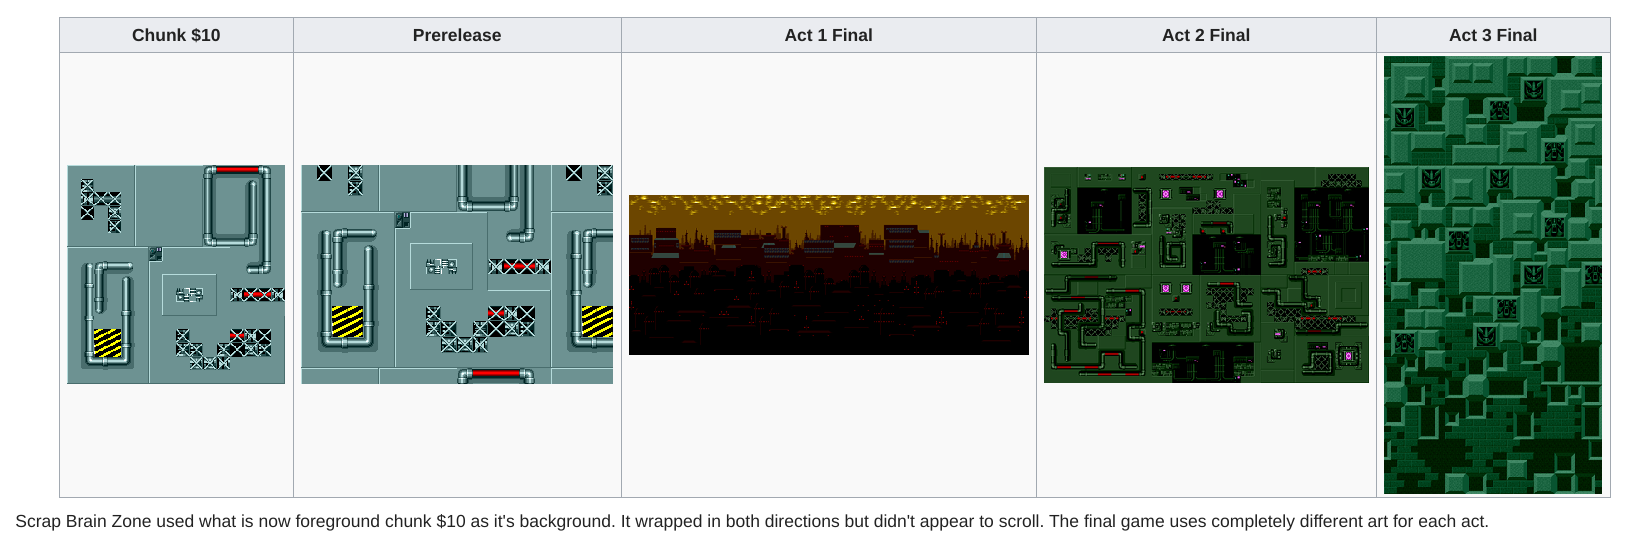 Chunk $10
Prerelease
Act 1 Final
Act 2 Final
Act 3 Final
Scrap Brain Zone used what is now foreground chunk $10 as it's background. It wrapped in both directions but didn't appear to scroll. The final game uses completely different art for each act.